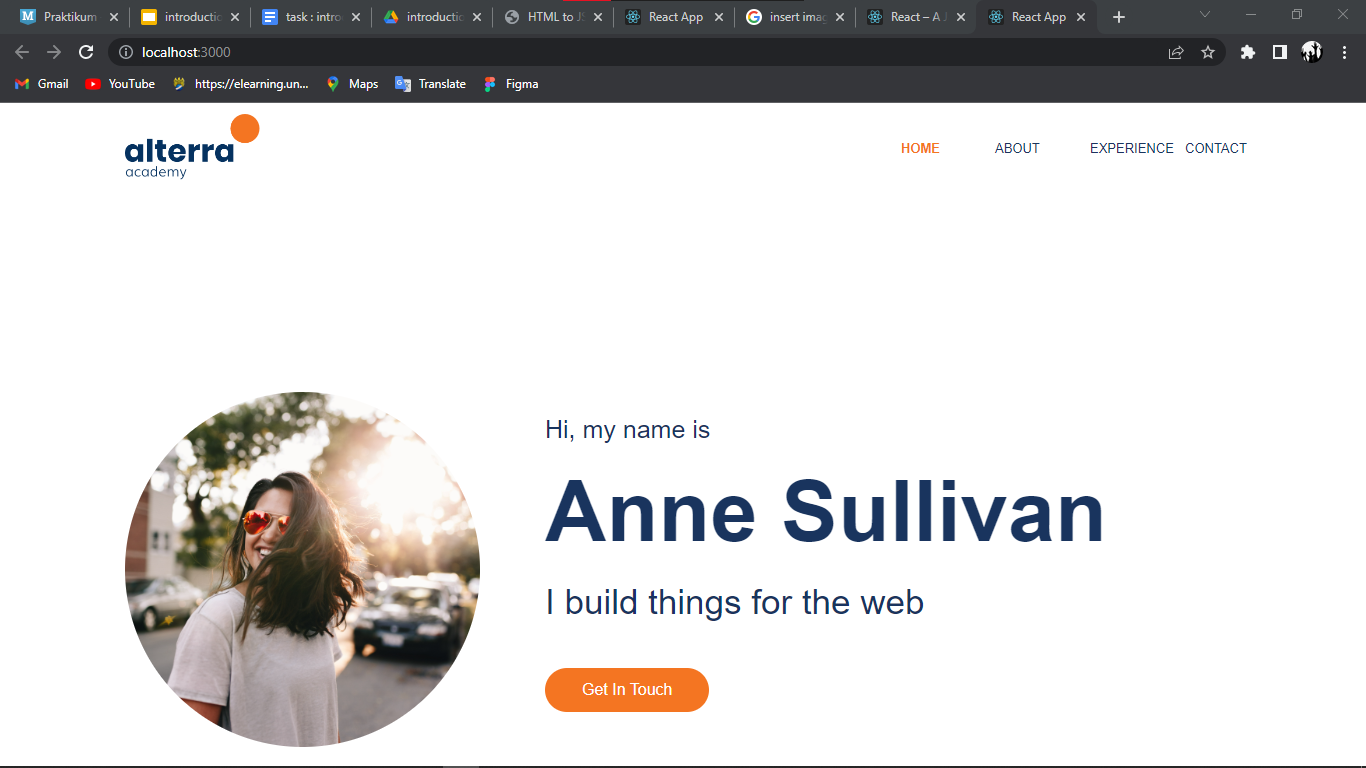 Praktikum
introductic
task : intro
introductic
HTML to JS
React App
insert imag
React – A J
React App
localhost:3000
Gmail
YouTube
https://elearning.un...
Maps
Translate
Figma
alterra
academy
HOME
ABOUT
EXPERIENCE
CONTACT
Hi, my name is
Anne Sullivan
I build things for the web
Get In Touch